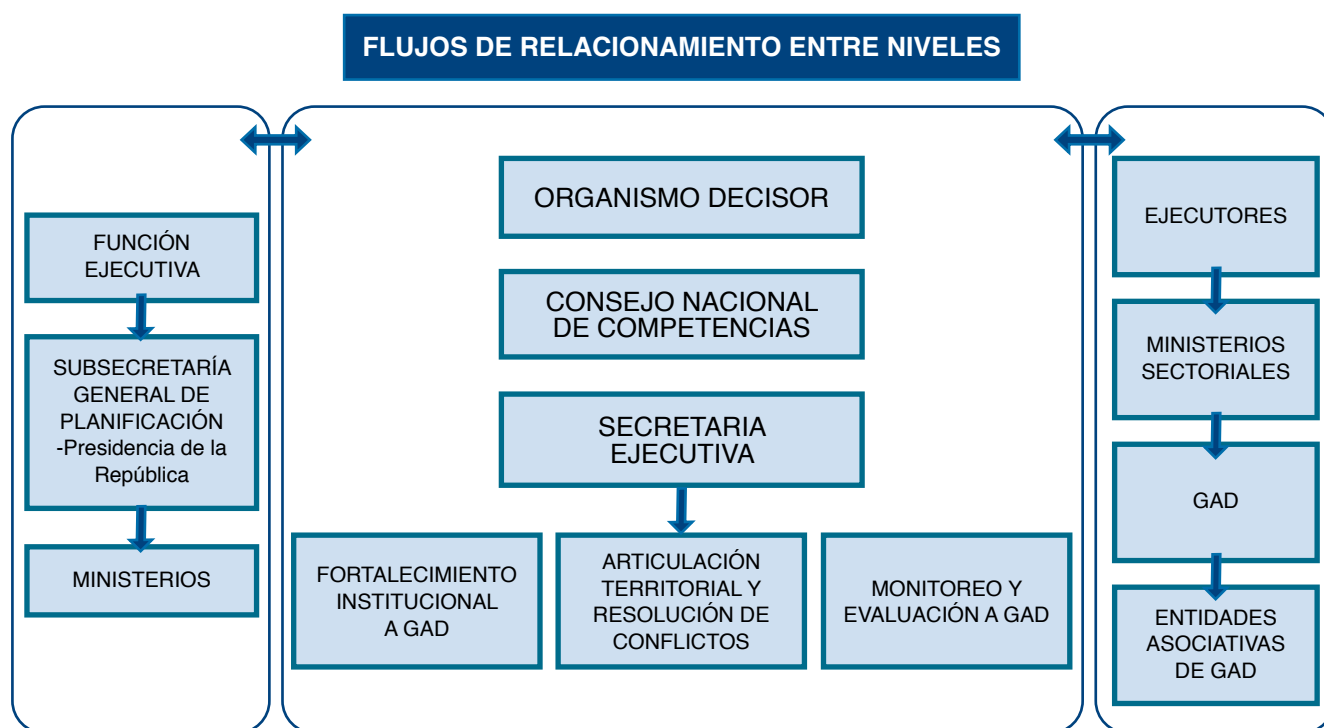 FLUJOS DE RELACIONAMIENTO ENTRE NIVELES
FUNCIÓN
EJECUTIVA
SUBSECRETARÍA
GENERAL DE
PLANIFICACIÓN
-Presidencia de la
República
MINISTERIOS
ORGANISMO DECISOR
CONSEJO NACIONAL
DE COMPETENCIAS
SECRETARIA
EJECUTIVA
FORTALECIMIENTO
INSTITUCIONAL
A GAD
ARTICULACIÓN
TERRITORIAL Y
RESOLUCIÓN DE
CONFLICTOS
MONITOREO Y
EVALUACIÓN A GAD
EJECUTORES
MINISTERIOS
SECTORIALES
GAD
ENTIDADES
ASOCIATIVAS
DE GAD